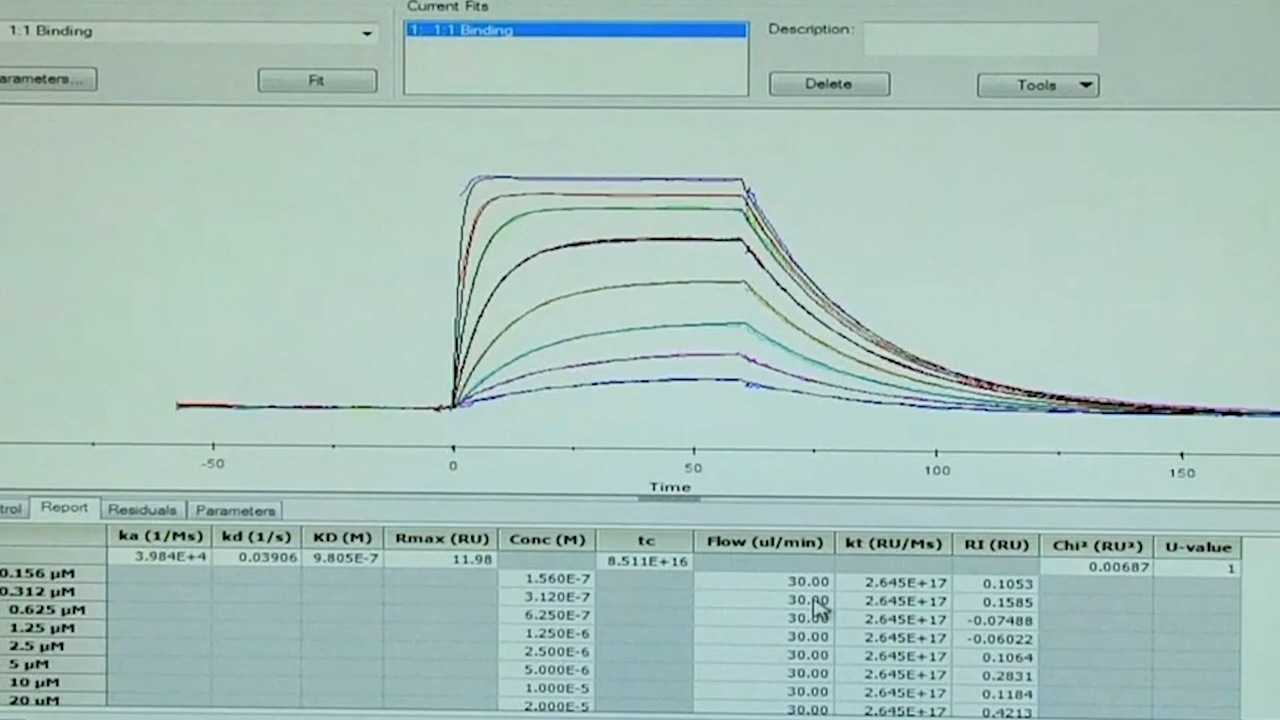 Current Fits
1:1 Binding
1: 1:1 Binding
Description:
arameters...
Fit
Delete
Tools
-50 0 50 100 150
Time
trol Report Residuals Parameters
ka (1/Ms) kd (1/s) KD (M) Rmax (RU) Conc (M) tc Flow (ul/min) kt (RU/Ms) RI (RU) Chi² (RU²) U-value
3.984E+4 0.03906 9.805E-7 11.98 8.511E+16 0.00687 1
0.156 µM 1.560E-7 30.00 2.645E+17 0.1053
0.312 µM 3.120E-7 30.00 2.645E+17 0.1585
0.625 µM 6.250E-7 30.00 2.645E+17 -0.07488
1.25 µM 1.250E-6 30.00 2.645E+17 -0.06022
2.5 µM 2.500E-6 30.00 2.645E+17 0.1064
5 µM 5.000E-6 30.00 2.645E+17 0.2831
10 µM 1.000E-5 30.00 2.645E+17 0.1184
20 uM 2.000E-5 30.00 2.645E+17 0.4213